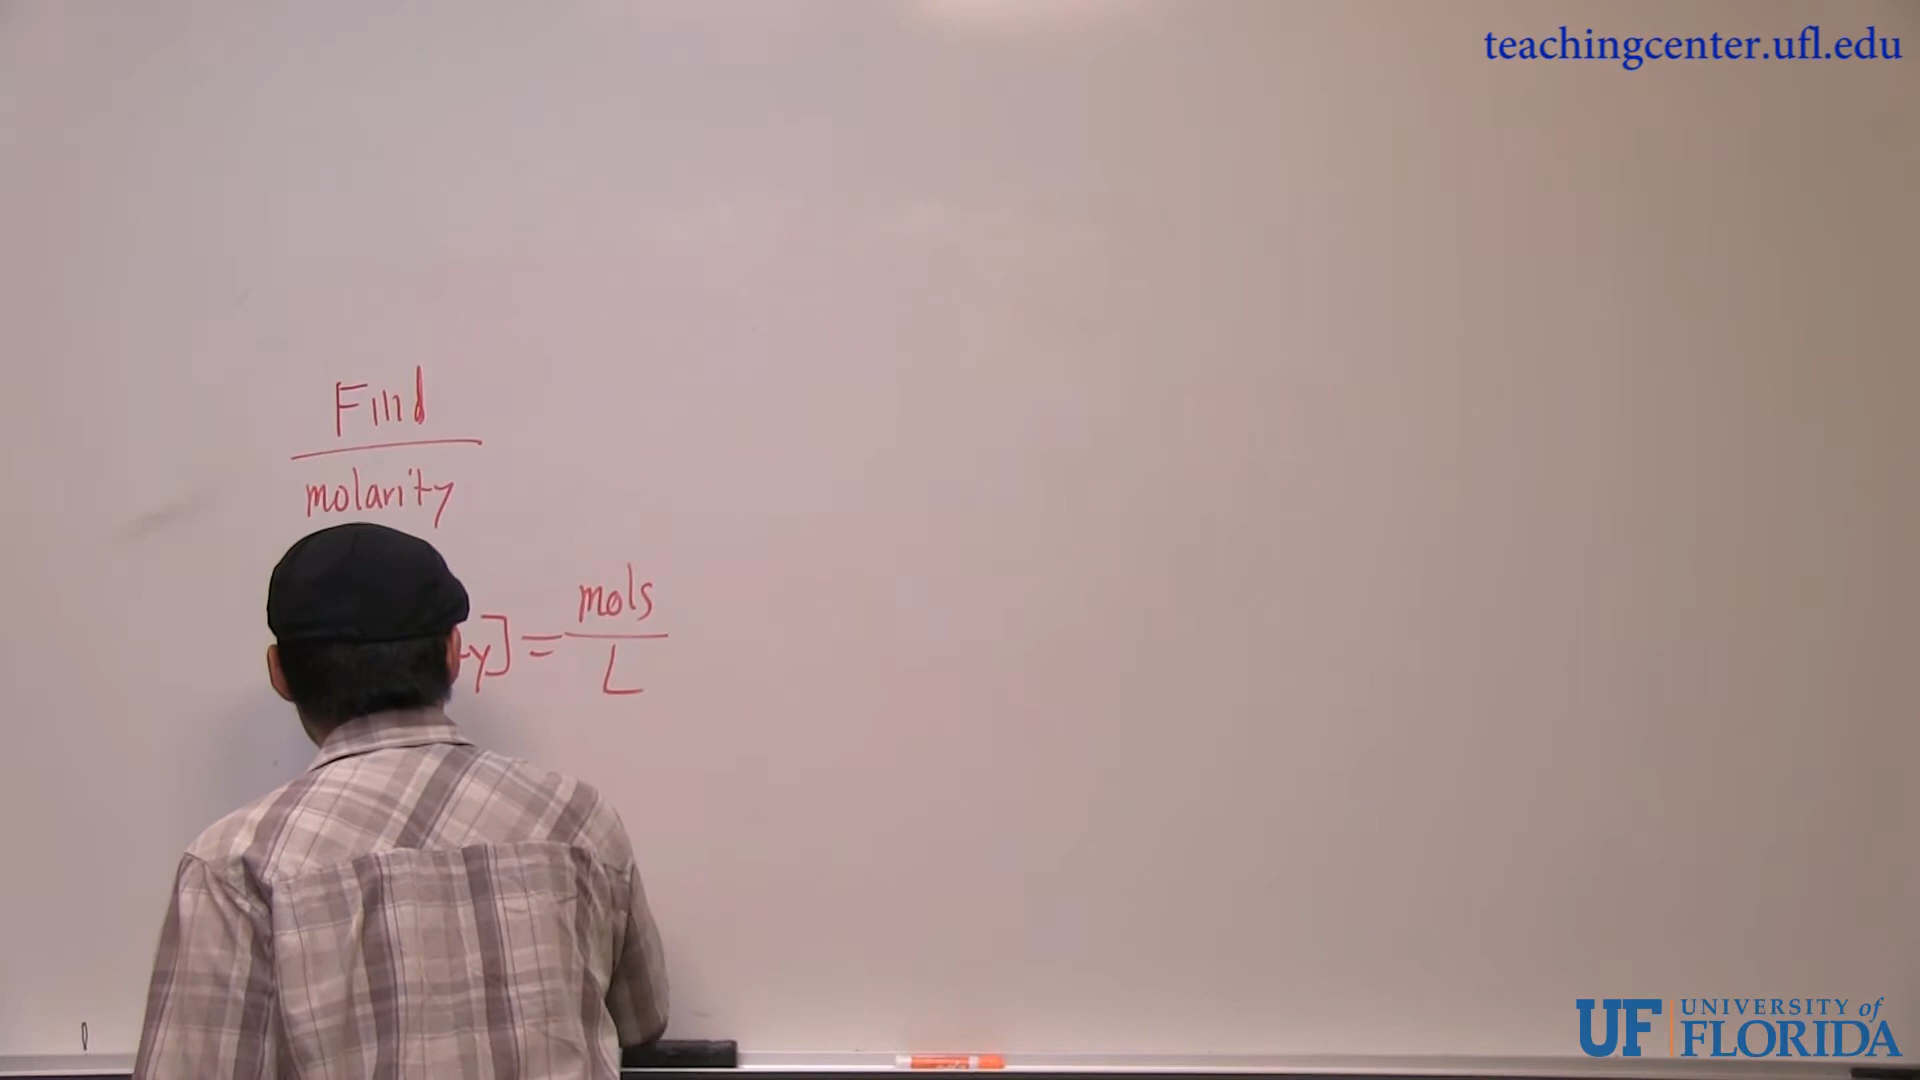 teachingcenter.ufl.edu
Find
molarity
y] = mols
L
UF UNIVERSITY of
FLORIDA